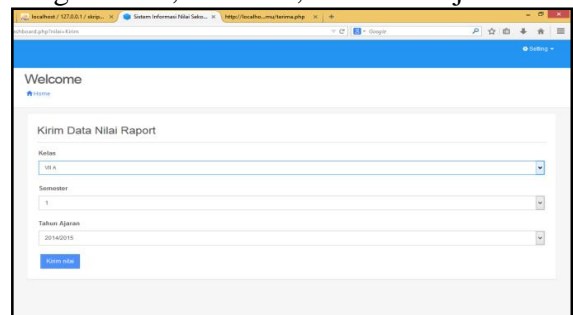 localhost / 127.0.0.1 / skrip... × Sistem Informasi Nilai Seko... × http://localho...mu/terima.php × +
ashboard.php?nilai=Kirim Google
Setting
Welcome
Home
Kirim Data Nilai Raport
Kelas
VII A
Semester
1
Tahun Ajaran
2014/2015
Kirim nilai